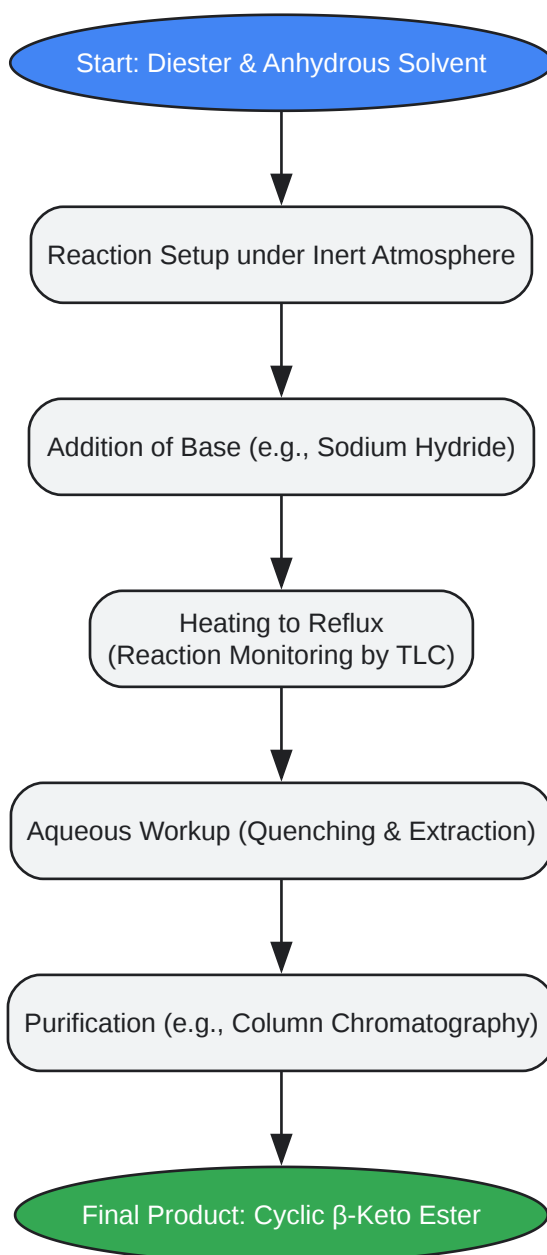 Start: Diester & Anhydrous Solvent
Reaction Setup under Inert Atmosphere
Addition of Base (e.g., Sodium Hydride)
Heating to Reflux
(Reaction Monitoring by TLC)
Aqueous Workup (Quenching & Extraction)
Purification (e.g., Column Chromatography)
Final Product: Cyclic β-Keto Ester